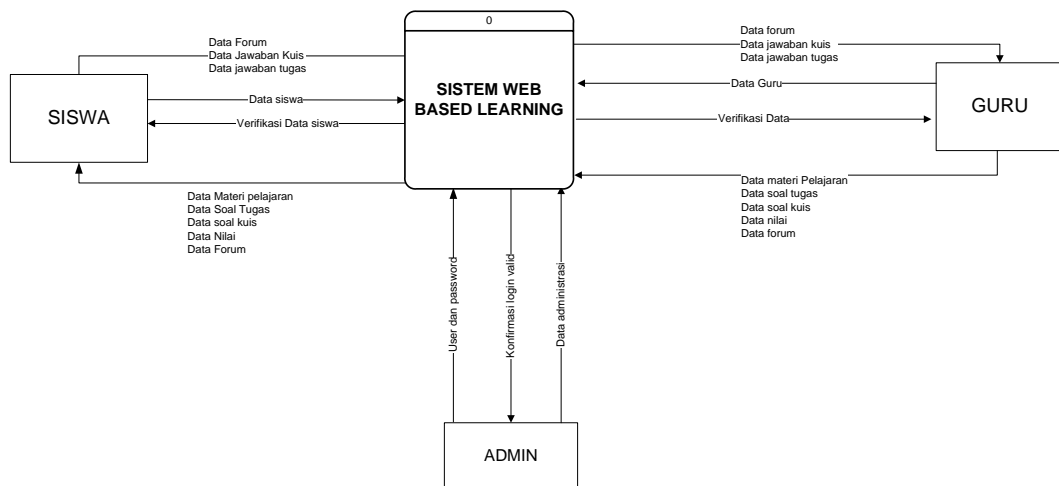 0
SISTEM WEB
BASED LEARNING
Data Forum
Data Jawaban Kuis
Data jawaban tugas
SISWA
Data siswa
Verifikasi Data siswa
Data Materi pelajaran
Data Soal Tugas
Data soal kuis
Data Nilai
Data Forum
Data forum
Data jawaban kuis
Data jawaban tugas
Data Guru
GURU
Verifikasi Data
Data materi Pelajaran
Data soal tugas
Data soal kuis
Data nilai
Data forum
User dan password
Konfirmasi login valid
Data administrasi
ADMIN